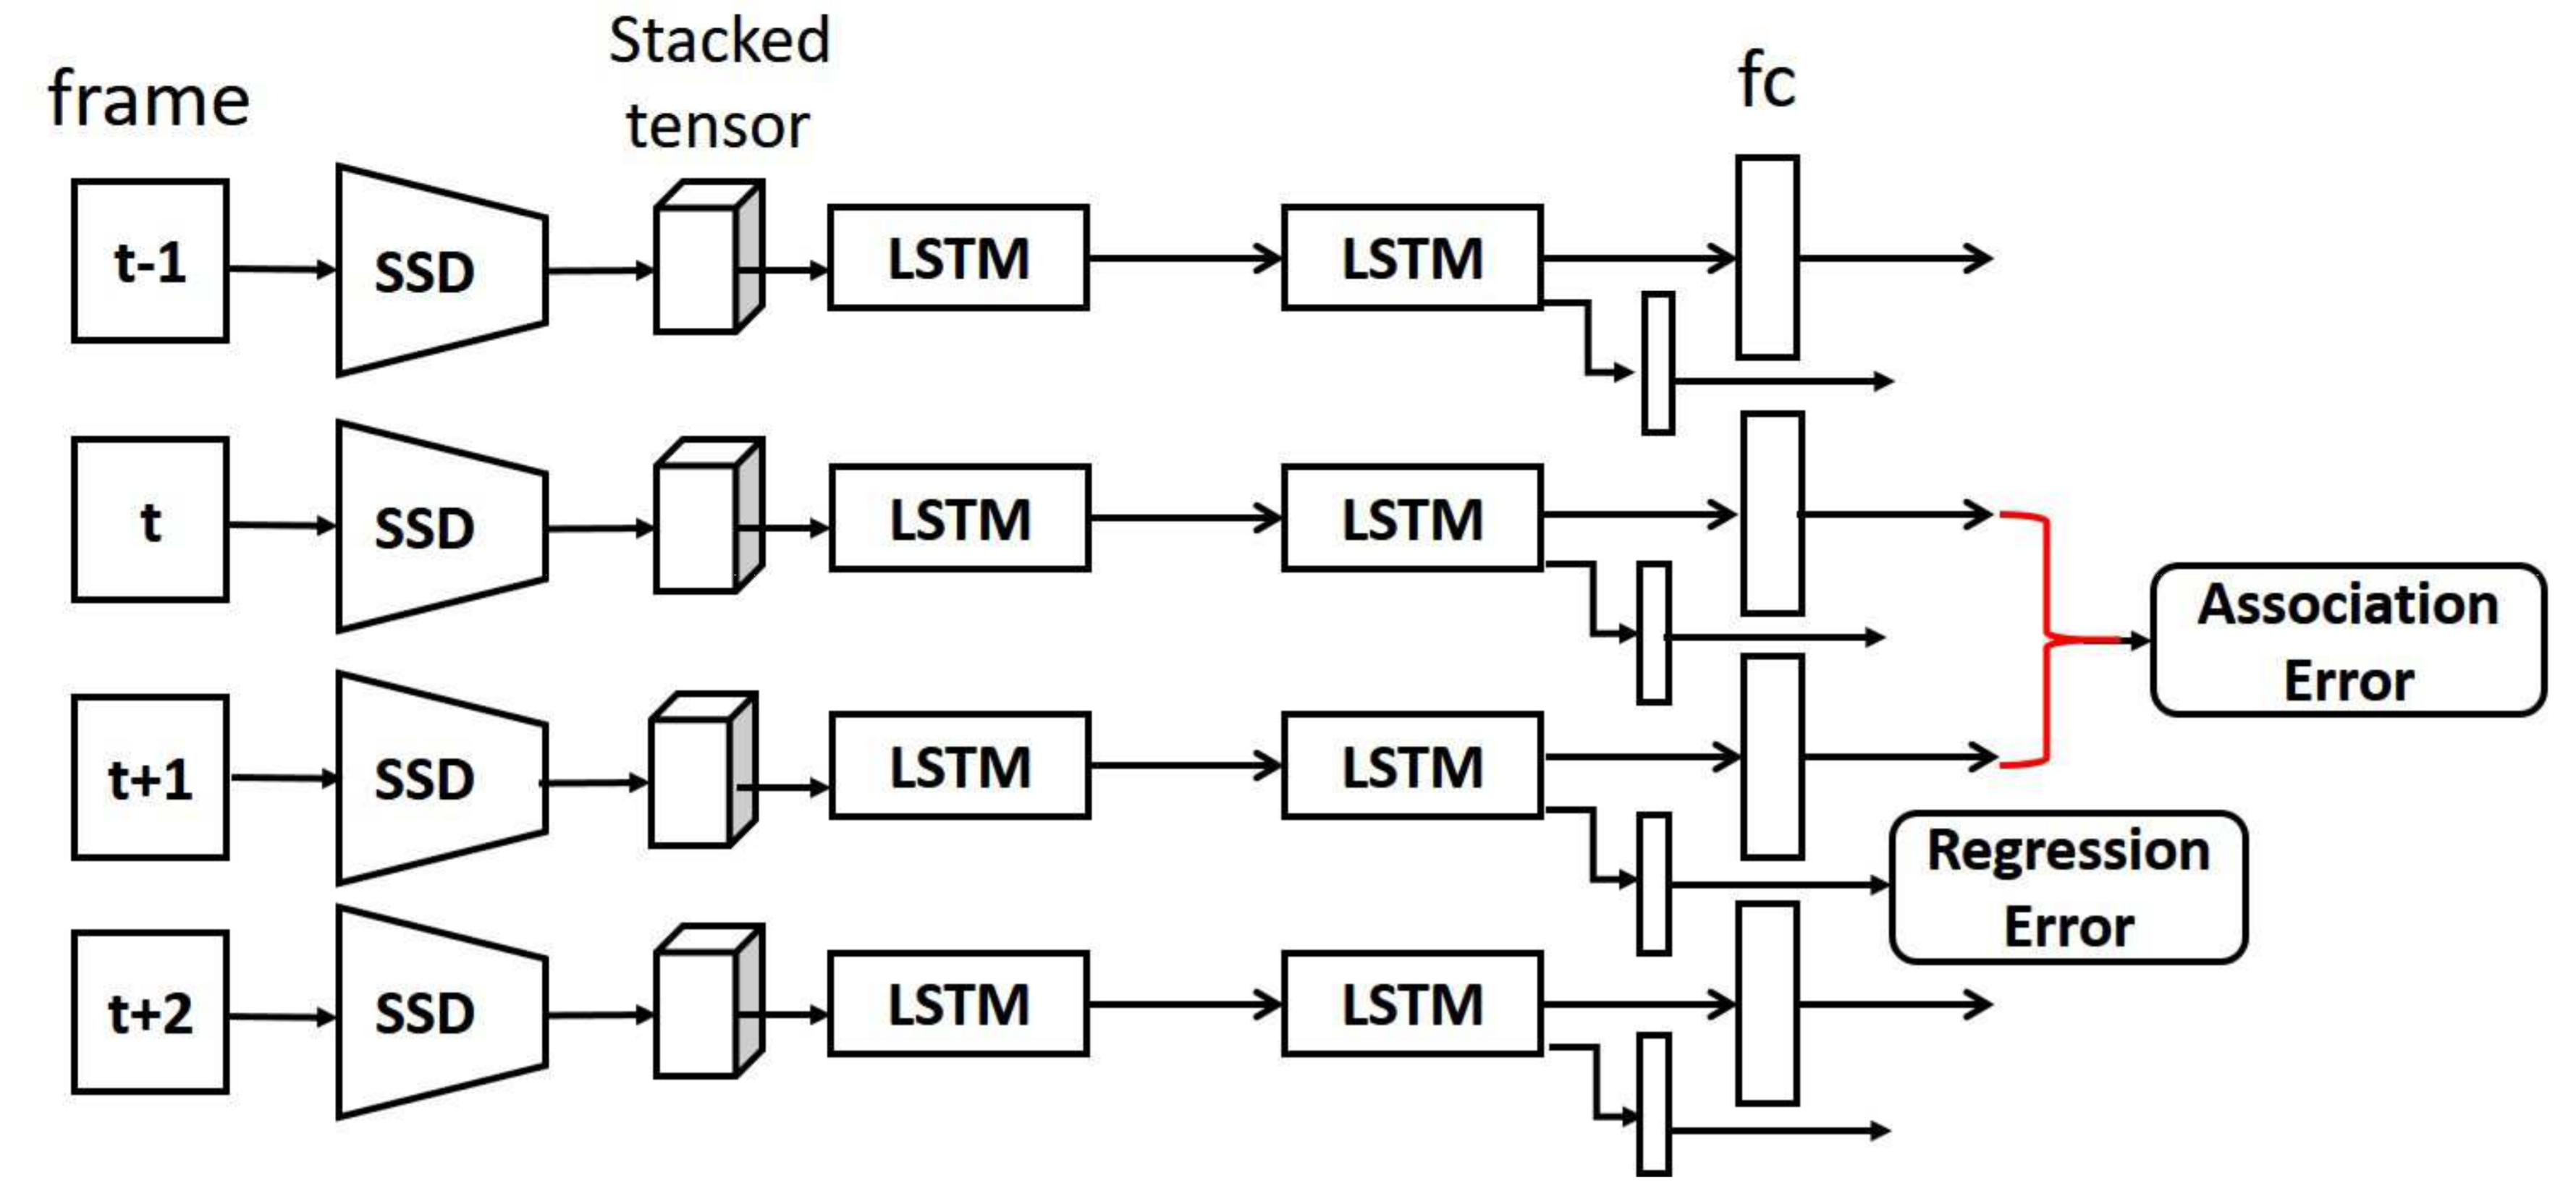 frame
Stacked
tensor
fc
t-1
SSD
LSTM
LSTM
t
SSD
LSTM
LSTM
Association
Error
t+1
SSD
LSTM
LSTM
Regression
Error
t+2
SSD
LSTM
LSTM